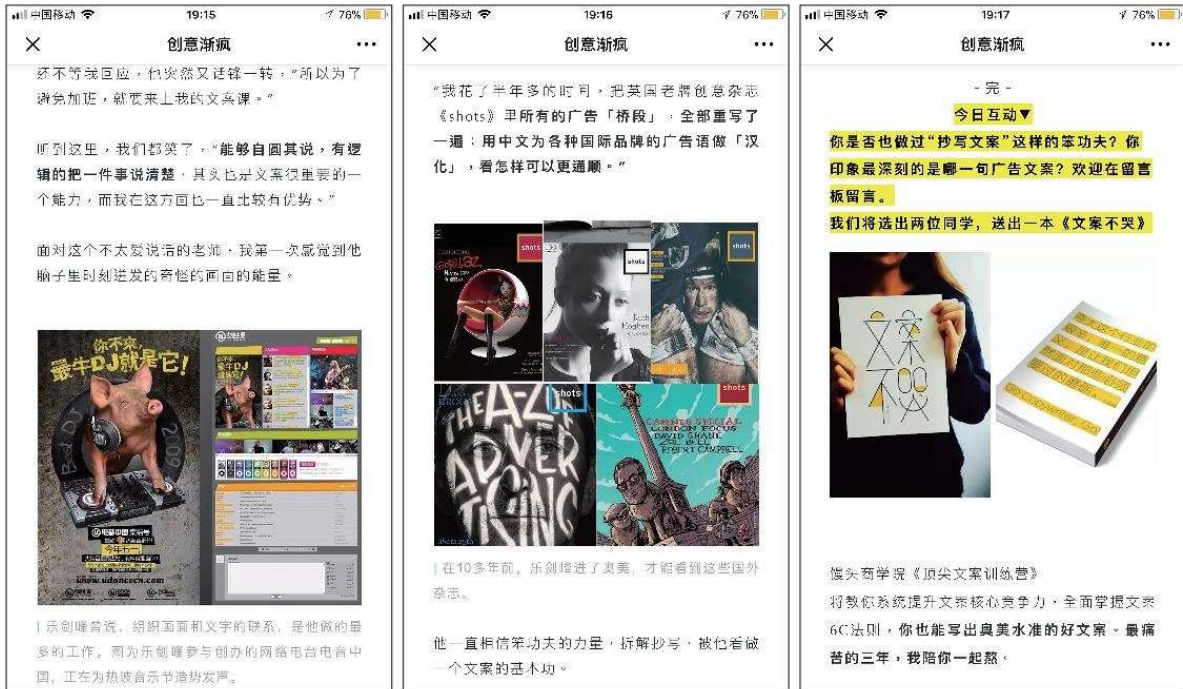 中国移动
19:15
76%
创意渐疯
还不等我回应，他突然又话锋一转，“所以为了
避免加班，就要来上我的文案课。”
听到这里，我们都笑了，“能够自圆其说，有逻
辑的把一件事说清楚，其实也是文案很重要的一
个能力，而我在这方面也一直比较有优势。”
面对这个不太爱说话的老师，我第一次感觉到他
脑子里时刻迸发的奇怪的画面的能量。
你不来，
最牛DJ就是它！
2009
今年五一
www.udancecn.com
| 乐剑峰曾说，组织画面和文字的联系，是他做的最
多的工作。图为乐剑峰参与创办的网络电台电音中
国，正在为热波音乐节造势发声。
中国移动
19:16
76%
创意渐疯
“我花了半年多的时间，把英国老牌创意杂志
《shots》里所有的广告「桥段」，全部重写了
一遍；用中文为各种国际品牌的广告语做「汉
化」，看怎样可以更通顺。”
shots
shots
shots
shots
THE A-Z OF
ADVER
TISING
shots
CANNES SPECIAL
LONDON FOCUS
DAVID SHANE
ROBERT CAMPBELL
| 在10多年前，乐剑峰进了奥美，才能看到这些国外
杂志。
他一直相信笨功夫的力量，拆解抄写，被他看做
一个文案的基本功。
中国移动
19:17
76%
创意渐疯
- 完 -
今日互动▼
你是否也做过“抄写文案”这样的笨功夫？你
印象最深刻的是哪一句广告文案？欢迎在留言
板留言。
我们将选出两位同学，送出一本《文案不哭》
文案不哭
馒头商学院《顶尖文案训练营》
将教你系统提升文案核心竞争力，全面掌握文案
6C法则，你也能写出奥美水准的好文案。最痛
苦的三年，我陪你一起熬。